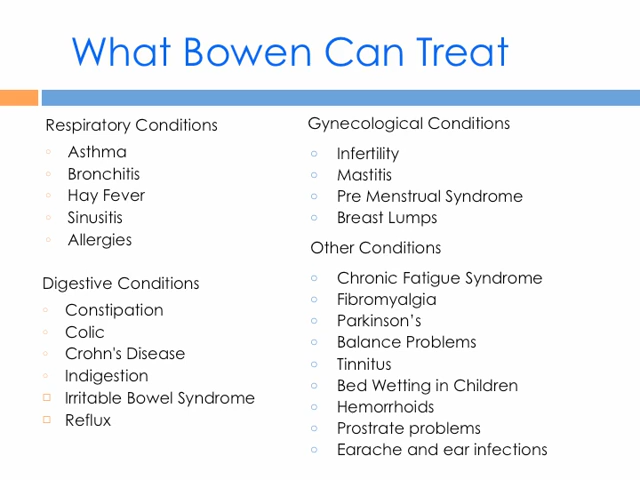 What Bowen Can Treat
Respiratory Conditions
Asthma
Bronchitis
Hay Fever
Sinusitis
Allergies
Digestive Conditions
Constipation
Colic
Crohn's Disease
Indigestion
Irritable Bowel Syndrome
Reflux
Gynecological Conditions
Infertility
Mastitis
Pre Menstrual Syndrome
Breast Lumps
Other Conditions
Chronic Fatigue Syndrome
Fibromyalgia
Parkinson’s
Balance Problems
Tinnitus
Bed Wetting in Children
Hemorrhoids
Prostrate problems
Earache and ear infections